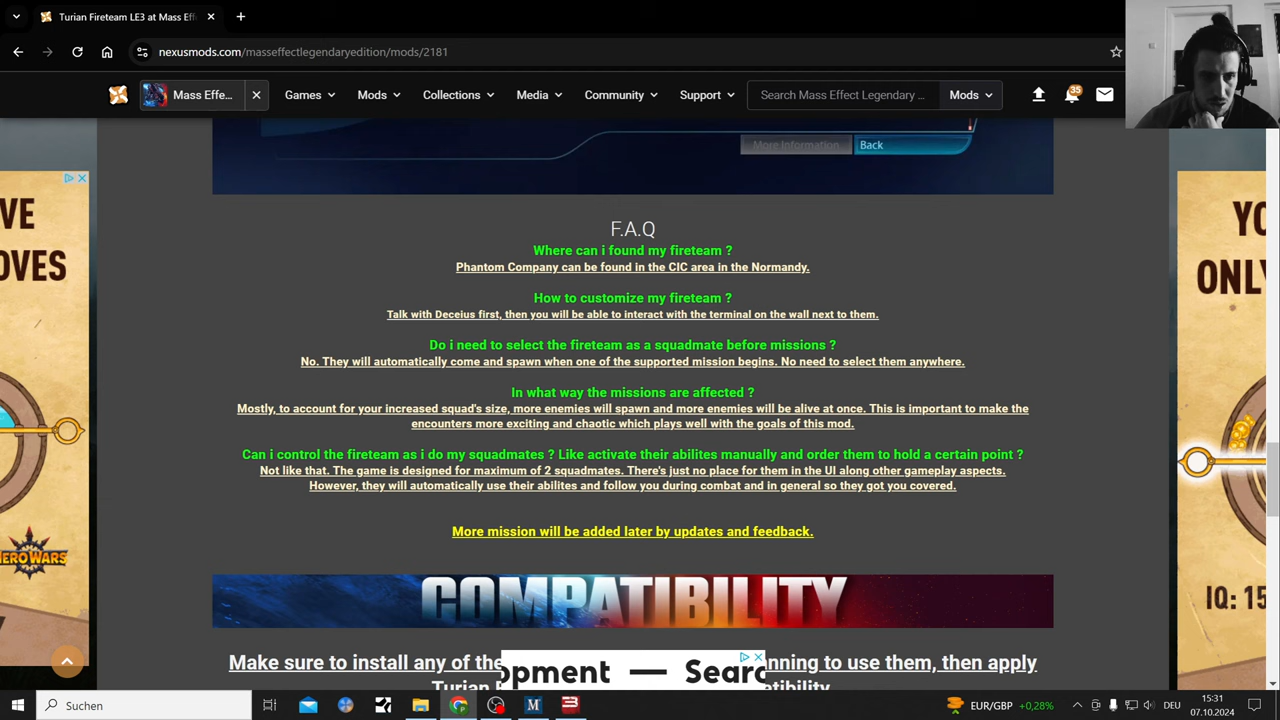 Turian Fireteam LE3 at Mass Eff
nexusmods.com/masseffectlegendaryedition/mods/2181
Mass Effe...
Games
Mods
Collections
Media
Community
Support
Search Mass Effect Legendary ...
Mods
35
More Information
Back
VE
OVES
YO
ONLY
F.A.Q
Where can i found my fireteam ?
Phantom Company can be found in the CIC area in the Normandy.
How to customize my fireteam ?
Talk with Deceius first, then you will be able to interact with the terminal on the wall next to them.
Do i need to select the fireteam as a squadmate before missions ?
No. They will automatically come and spawn when one of the supported mission begins. No need to select them anywhere.
In what way the missions are affected ?
Mostly, to account for your increased squad's size, more enemies will spawn and more enemies will be alive at once. This is important to make the
encounters more exciting and chaotic which plays well with the goals of this mod.
Can i control the fireteam as i do my squadmates ? Like activate their abilites manually and order them to hold a certain point ?
Not like that. The game is designed for maximum of 2 squadmates. There's just no place for them in the UI along other gameplay aspects.
However, they will automatically use their abilites and follow you during combat and in general so they got you covered.
More mission will be added later by updates and feedback.
HERO WARS
IQ: 15
COMPATIBILITY
Make sure to install any of the
nning to use them, then apply
opment — Searc
Suchen
EUR/GBP +0,28%
DEU
15:31
07.10.2024